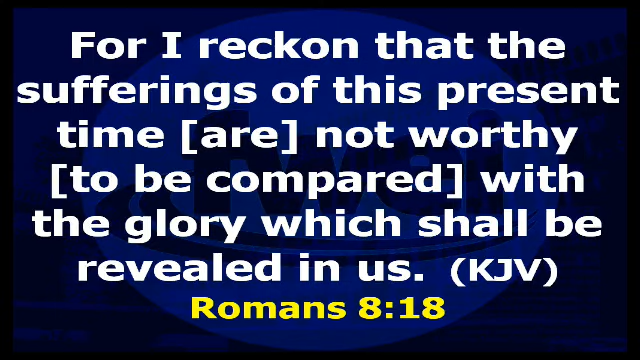 For I reckon that the
sufferings of this present
time [are] not worthy
[to be compared] with
the glory which shall be
revealed in us. (KJV)
Romans 8:18